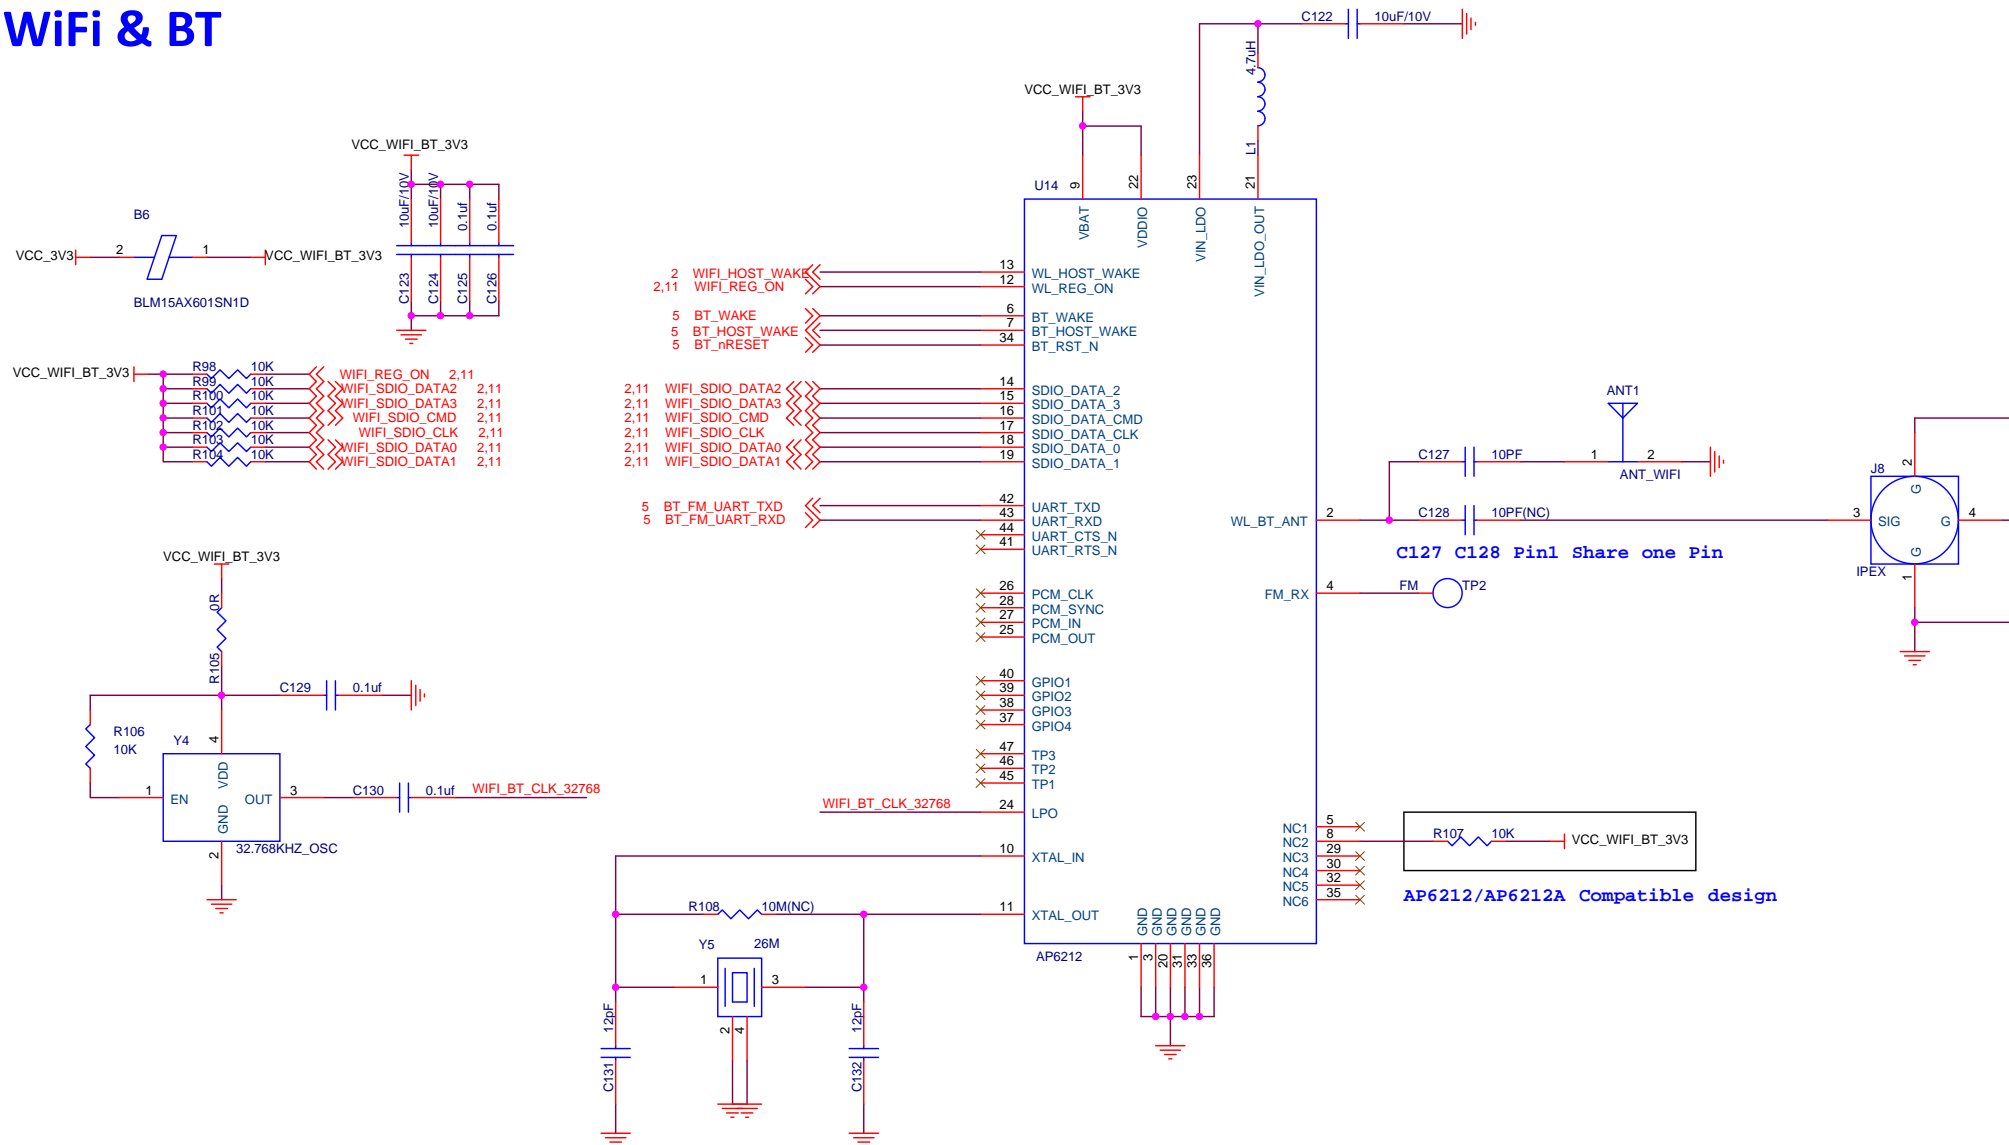 WiFi & BT
C122 10uF/10V
4.7uH
L1
VCC_WIFI_BT_3V3
VCC_WIFI_BT_3V3
10uF/10V 10uF/10V 0.1uf 0.1uf
C123 C124 C125 C126
B6
VCC_3V3 2 1 VCC_WIFI_BT_3V3
BLM15AX601SN1D
VCC_WIFI_BT_3V3
R98 10K WIFI_REG_ON 2,11
R99 10K WIFI_SDIO_DATA2 2,11
R100 10K WIFI_SDIO_DATA3 2,11
R101 10K WIFI_SDIO_CMD 2,11
R102 10K WIFI_SDIO_CLK 2,11
R103 10K WIFI_SDIO_DATA0 2,11
R104 10K WIFI_SDIO_DATA1 2,11
U14
9 22 23 21
VBAT VDDIO VIN_LDO VIN_LDO_OUT
2 WIFI_HOST_WAKE 13 WL_HOST_WAKE
2,11 WIFI_REG_ON 12 WL_REG_ON
5 BT_WAKE 6 BT_WAKE
5 BT_HOST_WAKE 7 BT_HOST_WAKE
5 BT_nRESET 34 BT_RST_N
2,11 WIFI_SDIO_DATA2 14 SDIO_DATA_2
2,11 WIFI_SDIO_DATA3 15 SDIO_DATA_3
2,11 WIFI_SDIO_CMD 16 SDIO_DATA_CMD
2,11 WIFI_SDIO_CLK 17 SDIO_DATA_CLK
2,11 WIFI_SDIO_DATA0 18 SDIO_DATA_0
2,11 WIFI_SDIO_DATA1 19 SDIO_DATA_1
5 BT_FM_UART_TXD 42 UART_TXD
5 BT_FM_UART_RXD 43 UART_RXD
44 UART_CTS_N
41 UART_RTS_N
26 PCM_CLK
28 PCM_SYNC
27 PCM_IN
25 PCM_OUT
40 GPIO1
39 GPIO2
38 GPIO3
37 GPIO4
47 TP3
46 TP2
45 TP1
WIFI_BT_CLK_32768 24 LPO
10 XTAL_IN
11 XTAL_OUT
GND GND GND GND GND GND
1 3 20 31 33 36
AP6212
WL_BT_ANT 2
FM_RX 4 FM TP2
NC1 5
NC2 8
NC3 29
NC4 30
NC5 32
NC6 35
R107 10K VCC_WIFI_BT_3V3
AP6212/AP6212A Compatible design
ANT1
C127 10PF 1 2
ANT_WIFI
C128 10PF(NC)
C127 C128 Pin1 Share one Pin
J8
2
G
3 SIG G 4
G
1
IPEX
VCC_WIFI_BT_3V3
0R
R105
C129 0.1uf
R106
10K
Y4
4
VDD
1 EN OUT 3
GND
2
32.768KHZ_OSC
C130 0.1uf WIFI_BT_CLK_32768
R108 10M(NC)
Y5 26M
1 3
2 4
12pF 12pF
C131 C132